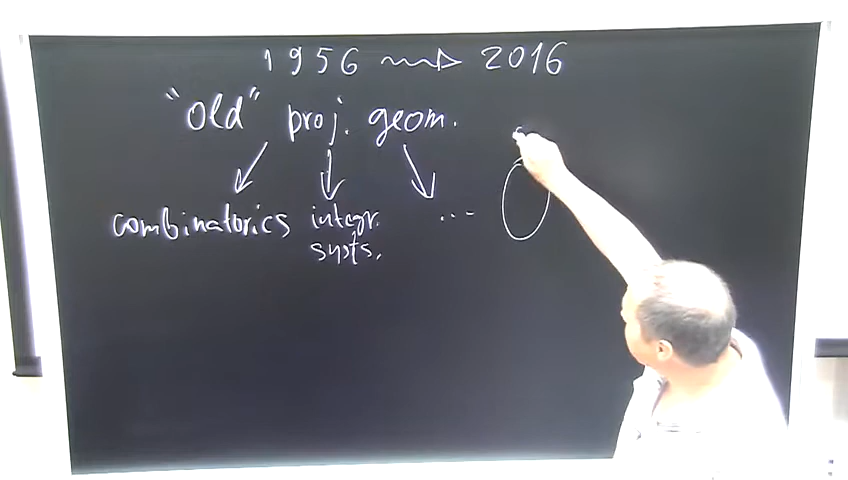 1956 → 2016
"old" proj. geom.
combinatorics integr. ...
systs.